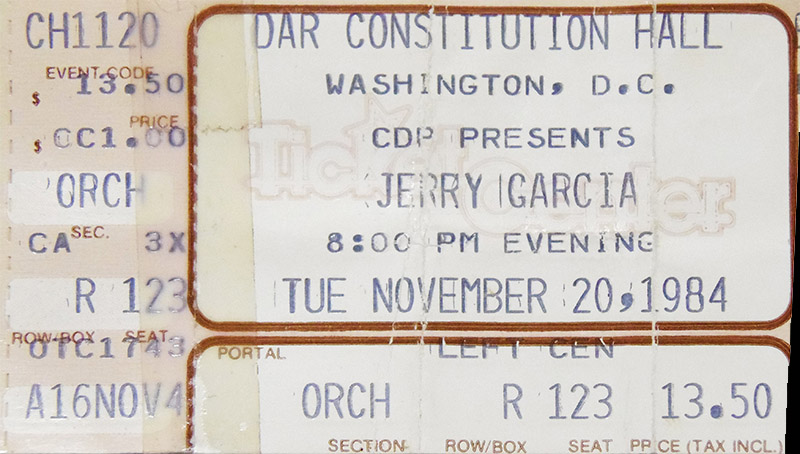 CH1120
EVENT CODE
$ 13.50
PRICE
$ CC1.00
ORCH
SEC.
CA 3X
R 123
ROW-BOX SEAT
OTC1743
A16NOV4
DAR CONSTITUTION HALL
WASHINGTON, D.C.
CDP PRESENTS
Ticket Center
JERRY GARCIA
8:00 PM EVENING
TUE NOVEMBER 20,1984
PORTAL LEFT CEN
ORCH R 123 13.50
SECTION ROW/BOX SEAT PRICE (TAX INCL.)